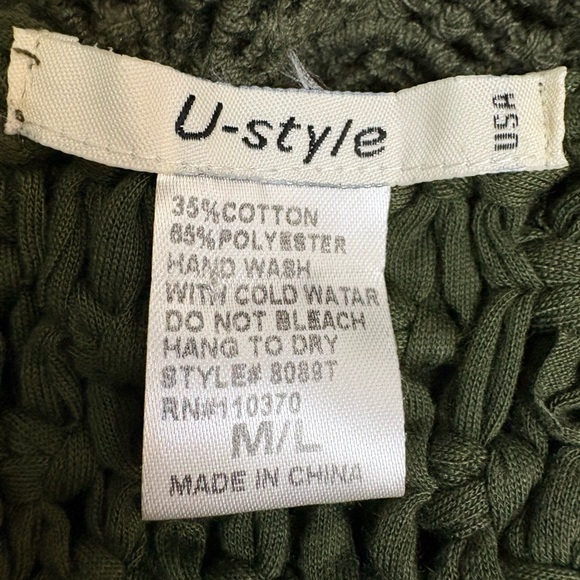 U-style
USA
35%COTTON
65%POLYESTER
HAND WASH
WITH COLD WATAR
DO NOT BLEACH
HANG TO DRY
STYLE# 8089T
RN#110370
M/L
MADE IN CHINA